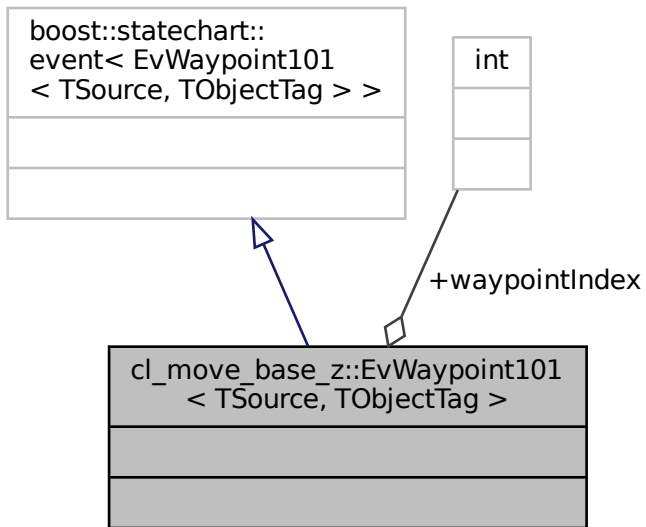 boost::statechart::
event< EvWaypoint101
< TSource, TObjectTag > >
int
+waypointIndex
cl_move_base_z::EvWaypoint101
< TSource, TObjectTag >